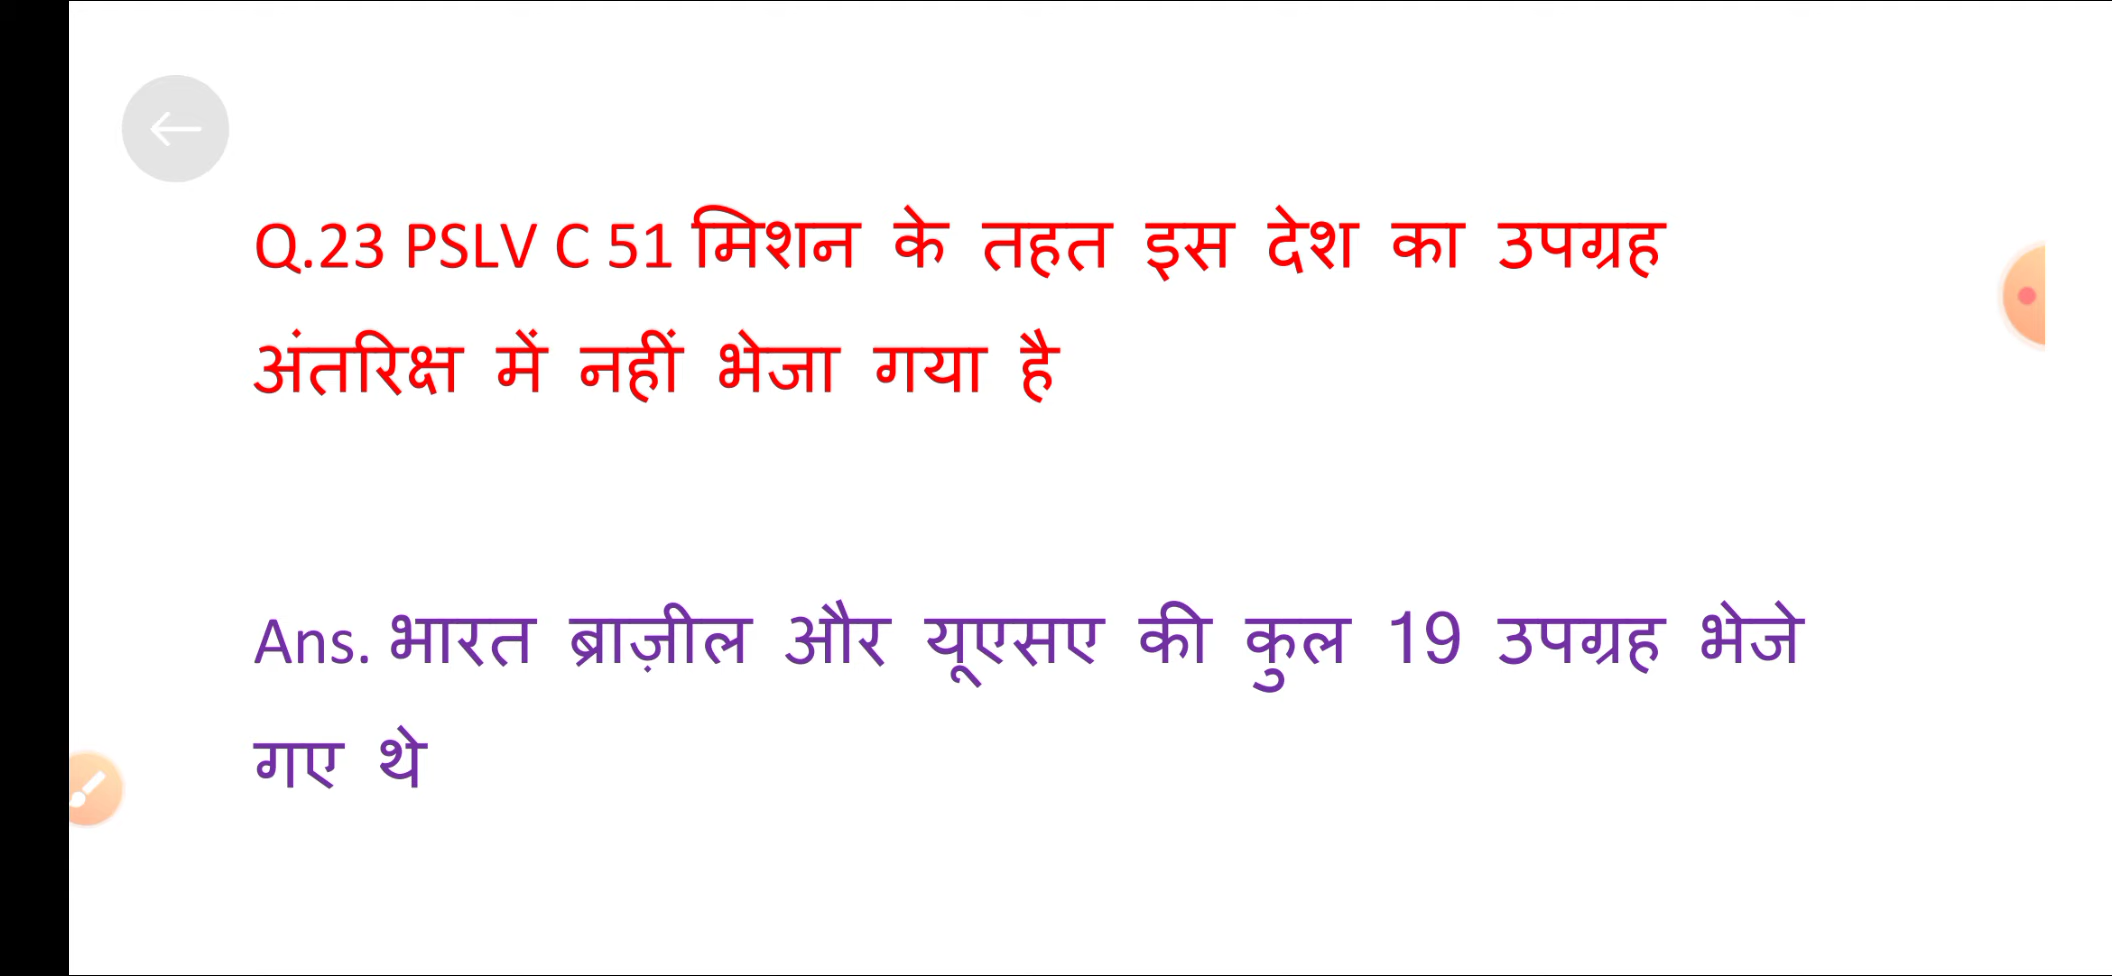 Q.23 PSLV C 51 मिशन के तहत इस देश का उपग्रह
अंतरिक्ष में नहीं भेजा गया है
Ans. भारत ब्राज़ील और यूएसए की कुल 19 उपग्रह भेजे
गए थे